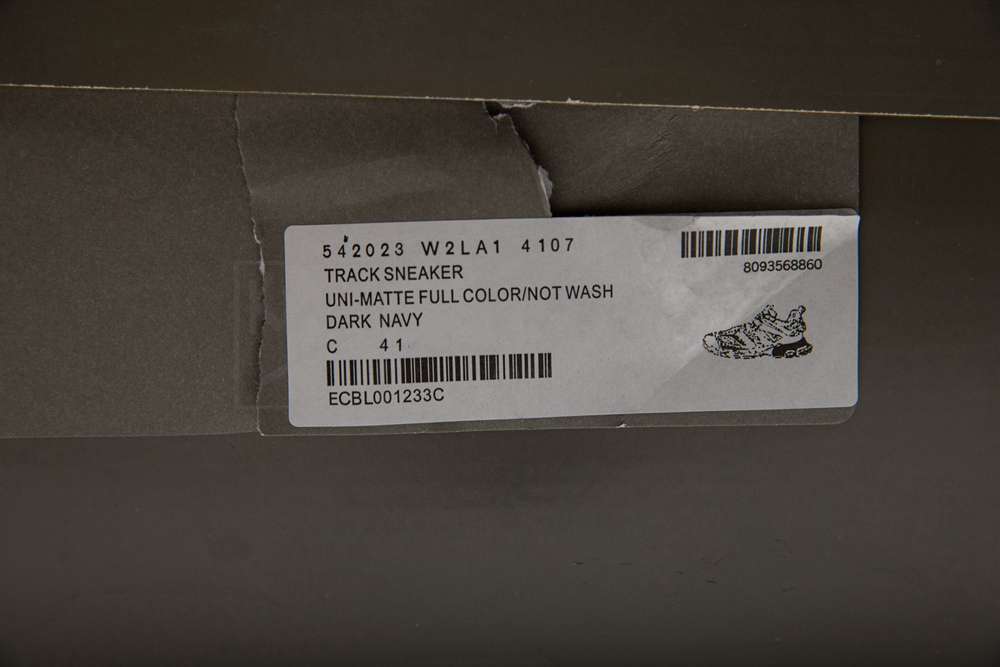 542023 W2LA1 4107
8093568860
TRACK SNEAKER
UNI-MATTE FULL COLOR/NOT WASH
DARK NAVY
C 41
ECBL001233C